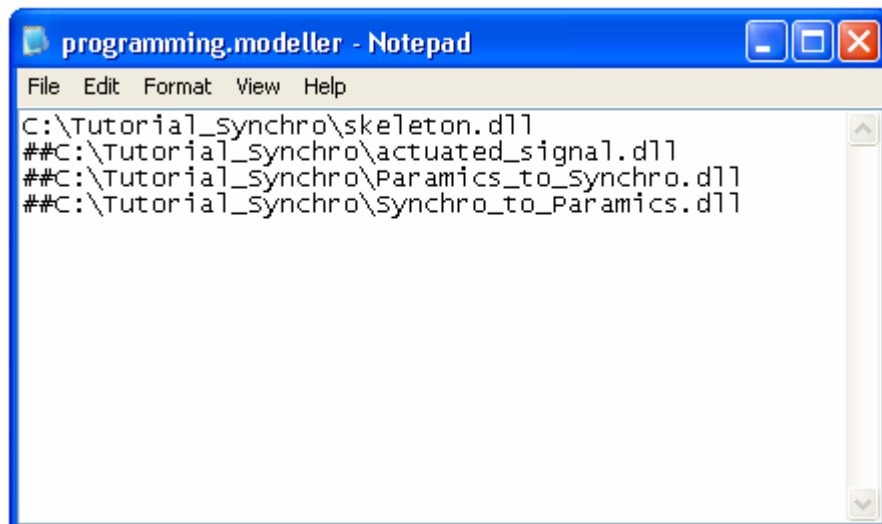 programming.modeller - Notepad
File Edit Format View Help
C:\Tutorial_Synchro\skeleton.dll
##C:\Tutorial_Synchro\actuated_signal.dll
##C:\Tutorial_Synchro\Paramics_to_Synchro.dll
##C:\Tutorial_Synchro\Synchro_to_Paramics.dll